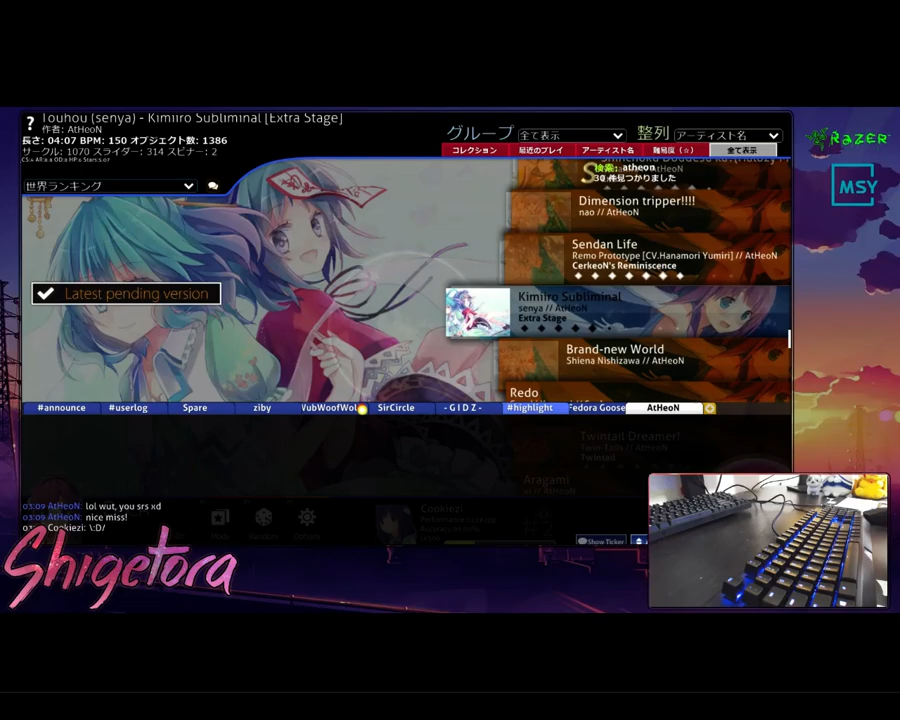 Touhou (senya) - Kimiiro Subliminal [Extra Stage]
作者: AtHeoN
長さ: 04:07 BPM: 150 オブジェクト数: 1386
サークル: 1070 スライダー: 314 スピナー: 2
グループ
全て表示
整列
アーティスト名
コレクション
最近のプレイ
アーティスト名
難易度 (☆)
全て表示
世界ランキング
検索: atheon
30 件見つかりました
Dimension tripper!!!!
nao // AtHeoN
Sendan Life
Remo Prototype [CV.Hanamori Yumiri] // AtHeoN
CerkeoN's Reminiscence
Kimiiro Subliminal
senya // AtHeoN
Extra Stage
Brand-new World
Shiena Nishizawa // AtHeoN
Redo
Latest pending version
#announce
#userlog
Spare
ziby
VubWoofWol
SirCircle
- G I D Z -
#highlight
Fedora Goose
AtHeoN
Twintail Dreamer!
Twintail
Aragami
Cookiezi
Show Ticker
03:09 AtHeoN: lol wut, you srs xd
03:09 AtHeoN: nice miss!
Cookiezi: \:D/
Shigetora
RAZER
MSY